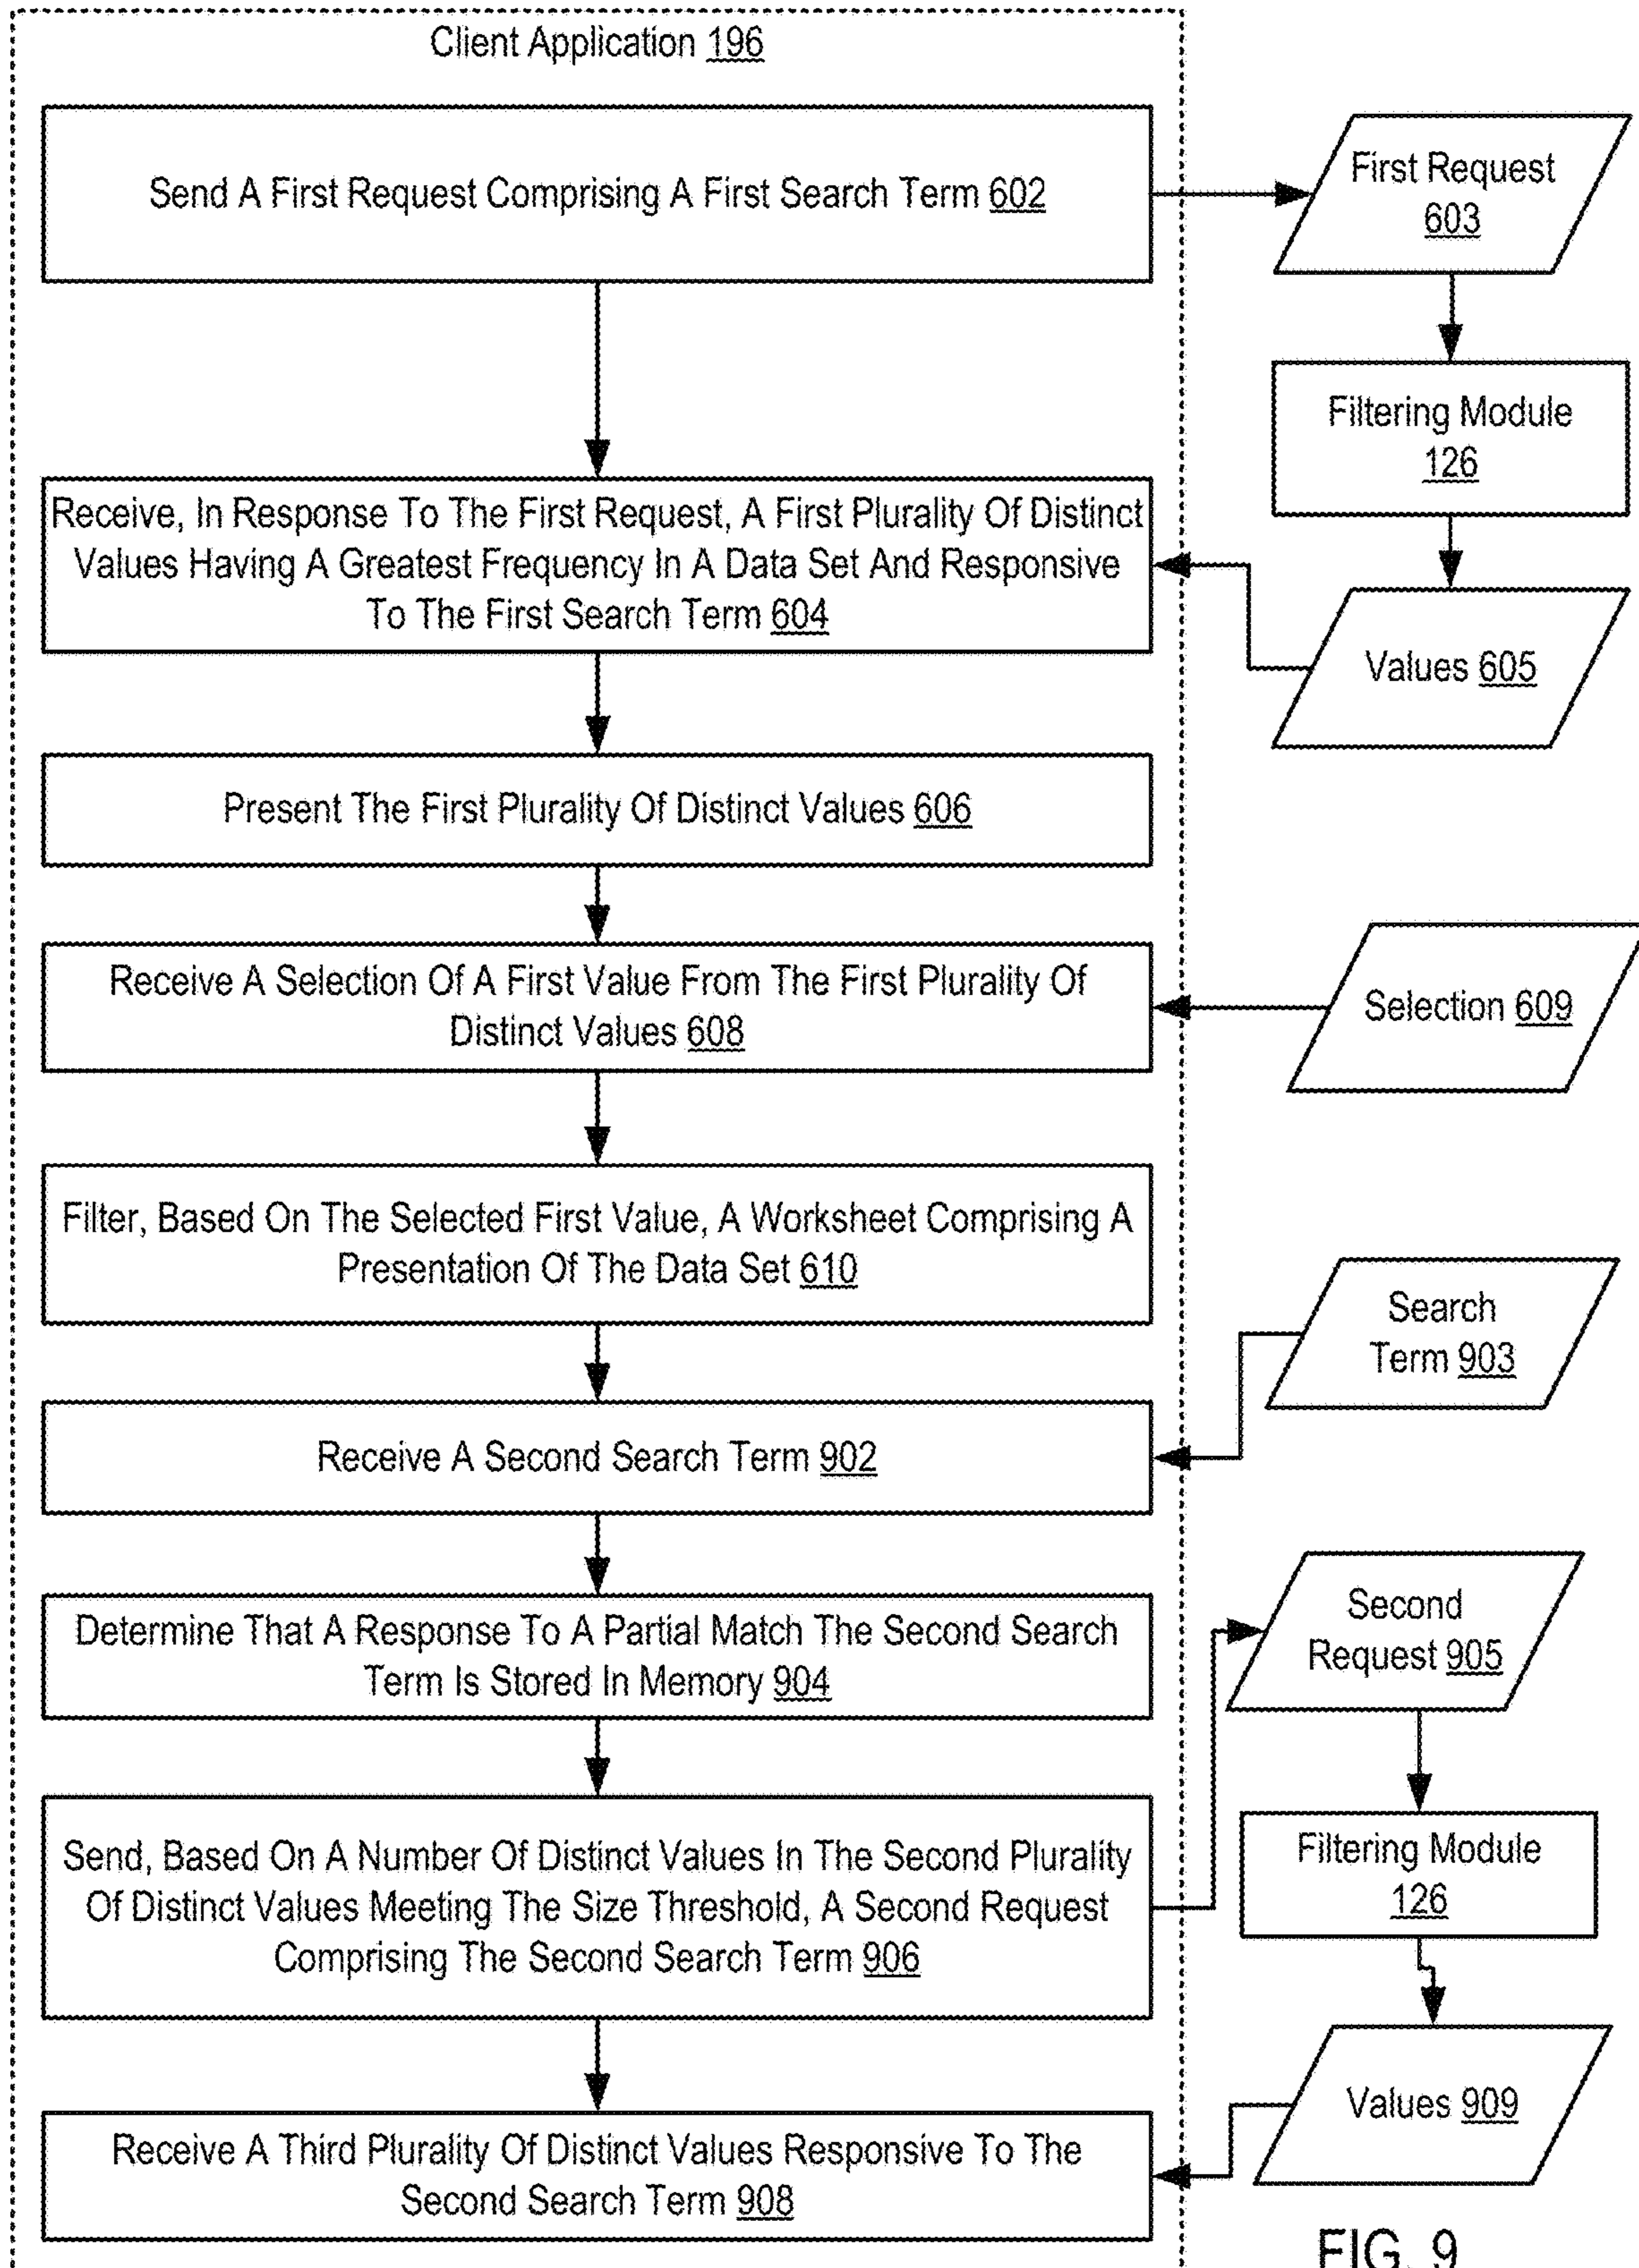 Client Application 196
Send A First Request Comprising A First Search Term 602
First Request
603
Filtering Module
126
Receive, In Response To The First Request, A First Plurality Of Distinct
Values Having A Greatest Frequency In A Data Set And Responsive
To The First Search Term 604
Values 605
Present The First Plurality Of Distinct Values 606
Receive A Selection Of A First Value From The First Plurality Of
Distinct Values 608
Selection 609
Filter, Based On The Selected First Value, A Worksheet Comprising A
Presentation Of The Data Set 610
Search
Term 903
Receive A Second Search Term 902
Determine That A Response To A Partial Match The Second Search
Term Is Stored In Memory 904
Second
Request 905
Send, Based On A Number Of Distinct Values In The Second Plurality
Of Distinct Values Meeting The Size Threshold, A Second Request
Comprising The Second Search Term 906
Filtering Module
126
Values 909
Receive A Third Plurality Of Distinct Values Responsive To The
Second Search Term 908
FIG. 9